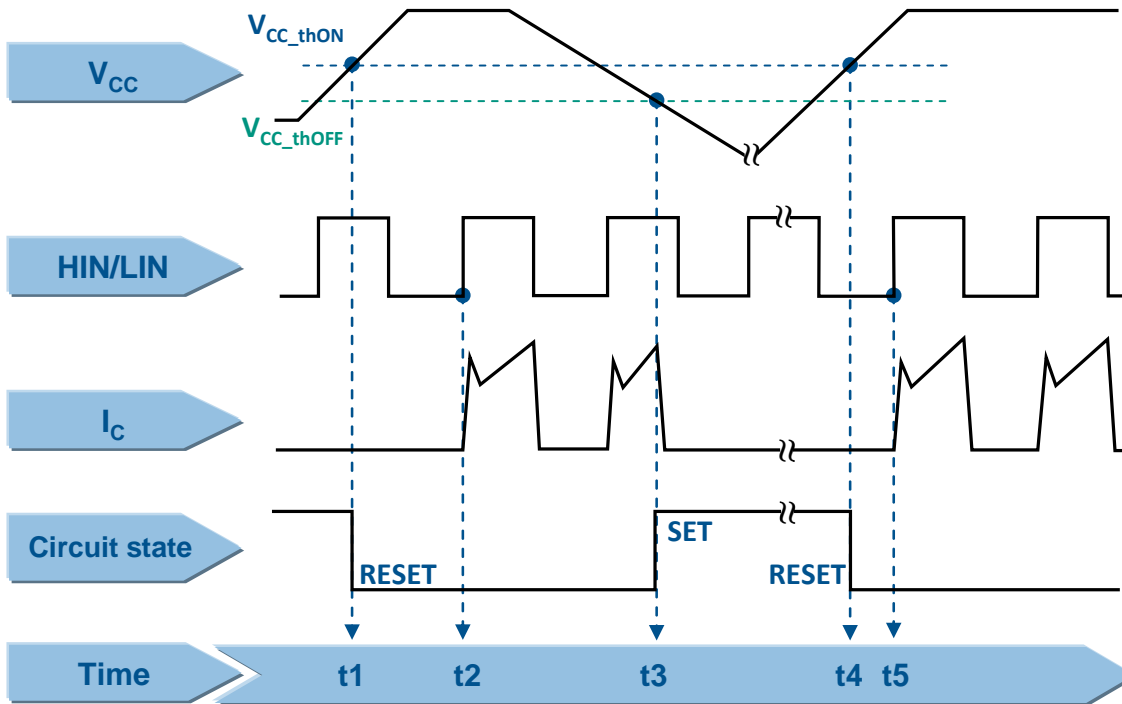 V_CC_thON
V_CC
V_CC_thOFF
HIN/LIN
I_C
Circuit state
SET
RESET
RESET
Time
t1
t2
t3
t4
t5